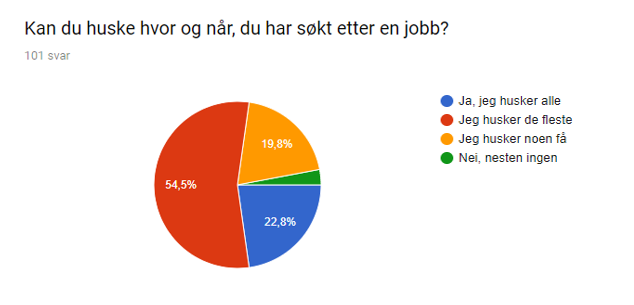 Kan du huske hvor og når, du har søkt etter en jobb?
101 svar
Ja, jeg husker alle
Jeg husker de fleste
Jeg husker noen få
Nei, nesten ingen
19,8%
54,5%
22,8%